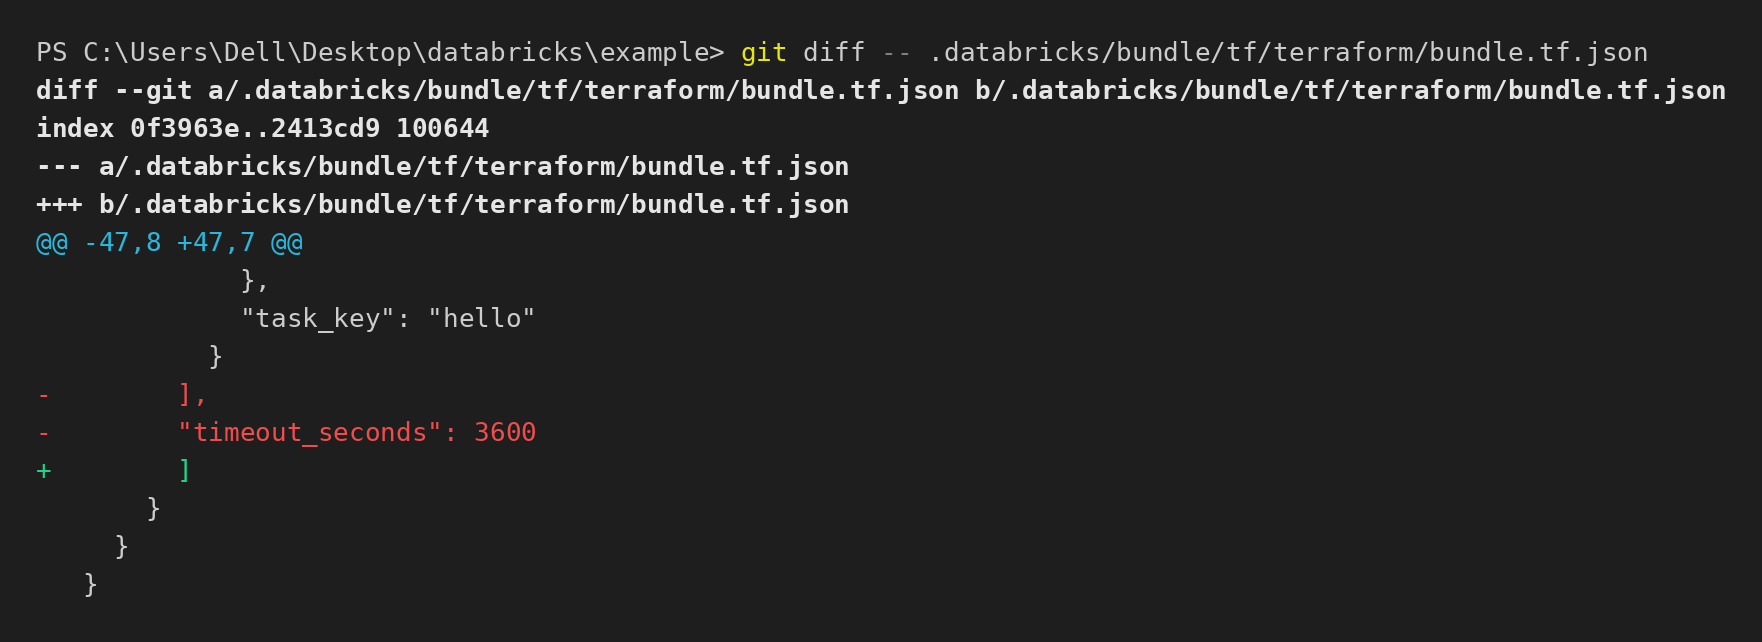 PS C:\Users\Dell\Desktop\databricks\example> git diff -- .databricks/bundle/tf/terraform/bundle.tf.json
diff --git a/.databricks/bundle/tf/terraform/bundle.tf.json b/.databricks/bundle/tf/terraform/bundle.tf.json
index 0f3963e..2413cd9 100644
--- a/.databricks/bundle/tf/terraform/bundle.tf.json
+++ b/.databricks/bundle/tf/terraform/bundle.tf.json
@@ -47,8 +47,7 @@
             },
             "task_key": "hello"
           }
-        ],
-        "timeout_seconds": 3600
+        ]
       }
     }
   }